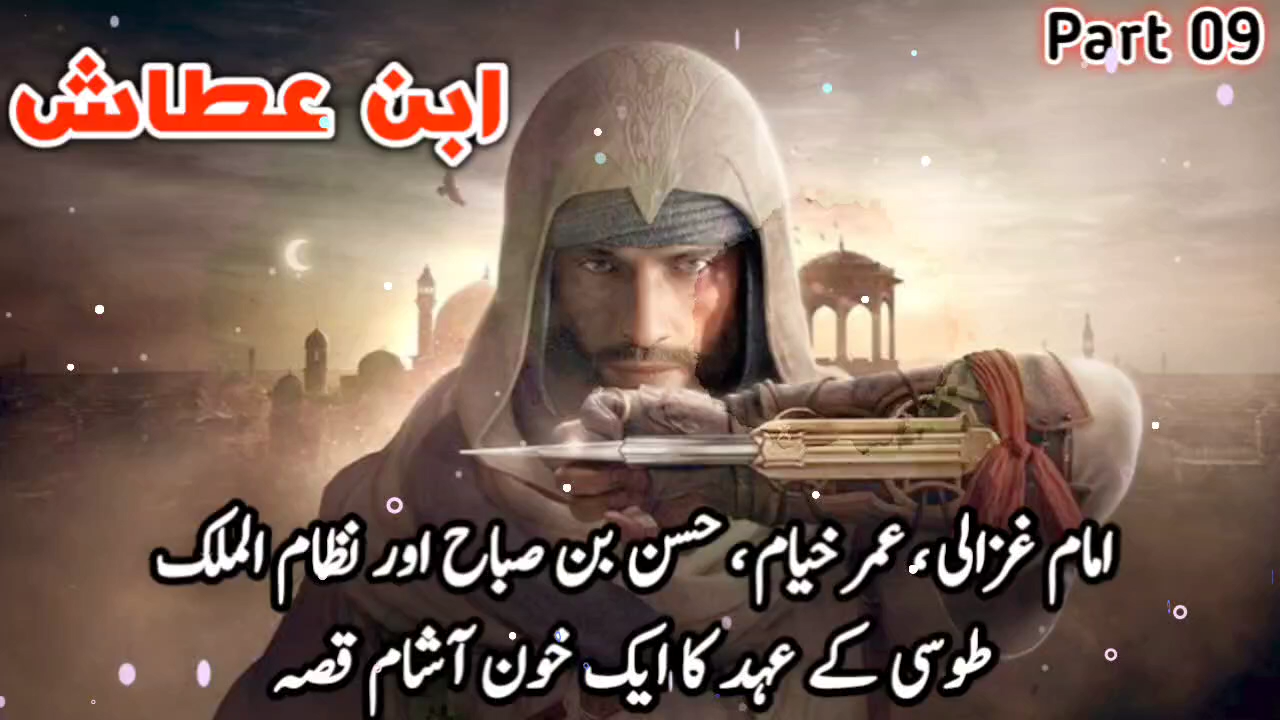 Part 09
ابن عطاش
امام غزالی، عمر خیام، حسن بن صباح اور نظام الملک
طوسی کے عہد کا ایک خون آشام قصہ